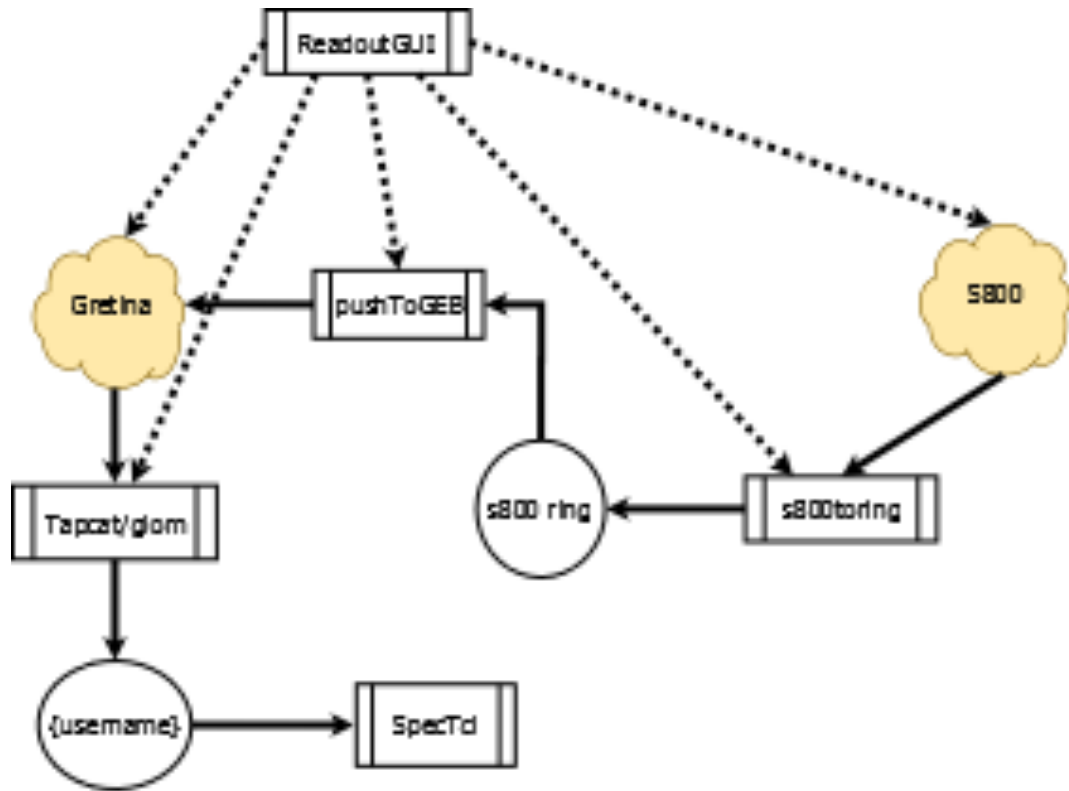 ReadoutGUI
Gretina
pushToGEB
S800
Tapcat/glom
s800 ring
s800toring
{username}
SpecTcl